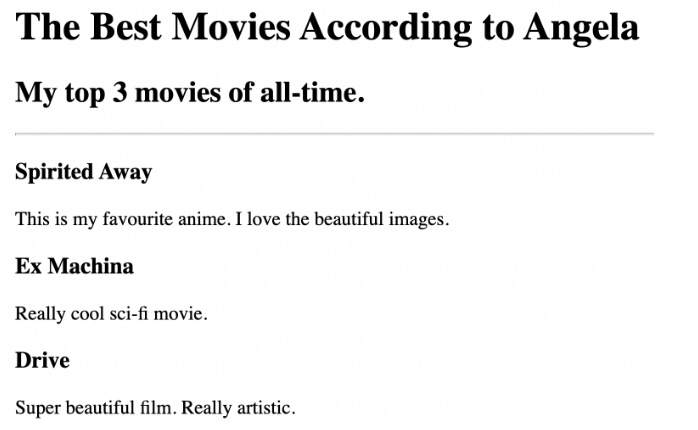 The Best Movies According to Angela
My top 3 movies of all-time.
Spirited Away
This is my favourite anime. I love the beautiful images.
Ex Machina
Really cool sci-fi movie.
Drive
Super beautiful film. Really artistic.